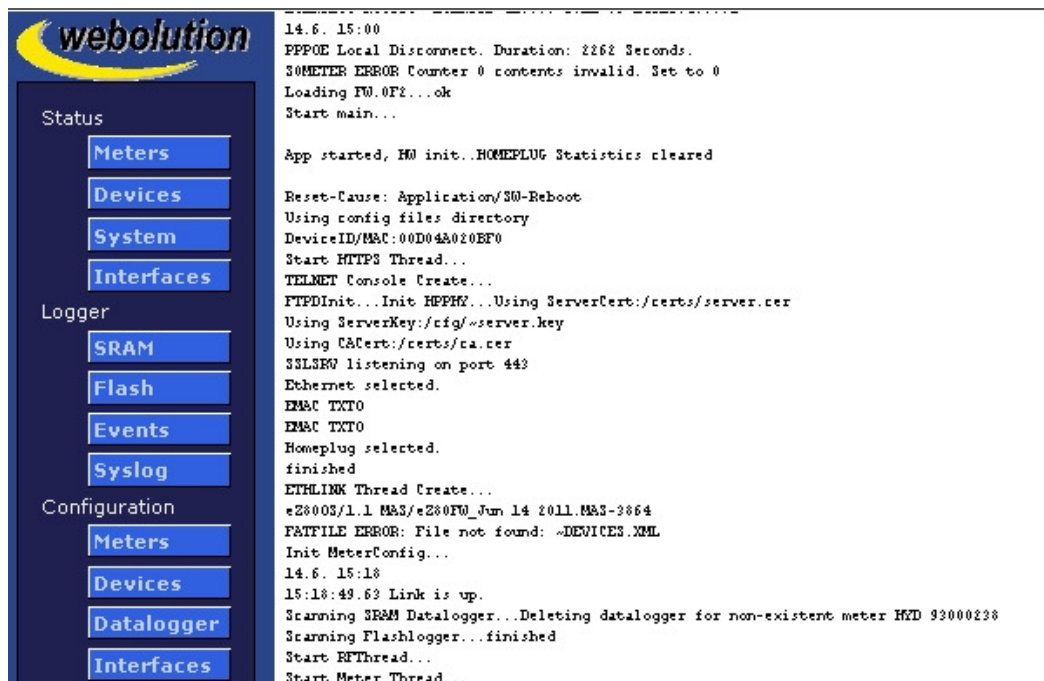 webolution
Status
Meters
Devices
System
Interfaces
Logger
SRAM
Flash
Events
Syslog
Configuration
Meters
Devices
Datalogger
Interfaces
14.6. 15:00
PPPOE Local Disconnect. Duration: 2262 Seconds.
S0METER ERROR Counter 0 contents invalid. Set to 0
Loading FW.0F2...ok
Start main...
App started, HW init..HOMEPLUG Statistics cleared
Reset-Cause: Application/SW-Reboot
Using config files directory
DeviceID/MAC:00D04A020BF0
Start HTTPS Thread...
TELNET Console Create...
FTPDInit...Init HPPHY...Using ServerCert:/certs/server.cer
Using ServerKey:/cfg/~server.key
Using CACert:/certs/ca.cer
SSLSRV listening on port 443
Ethernet selected.
EMAC TXTO
EMAC TXTO
Homeplug selected.
finished
ETHLINK Thread Create...
eZ80OS/1.1 MAS/eZ80FW_Jun 14 2011.MAS-3864
FATFILE ERROR: File not found: ~DEVICES.XML
Init MeterConfig...
14.6. 15:18
15:18:49.63 Link is up.
Scanning SRAM Datalogger...Deleting datalogger for non-existent meter HYD 93000238
Scanning Flashlogger...finished
Start RFThread...
Start Meter Thread...